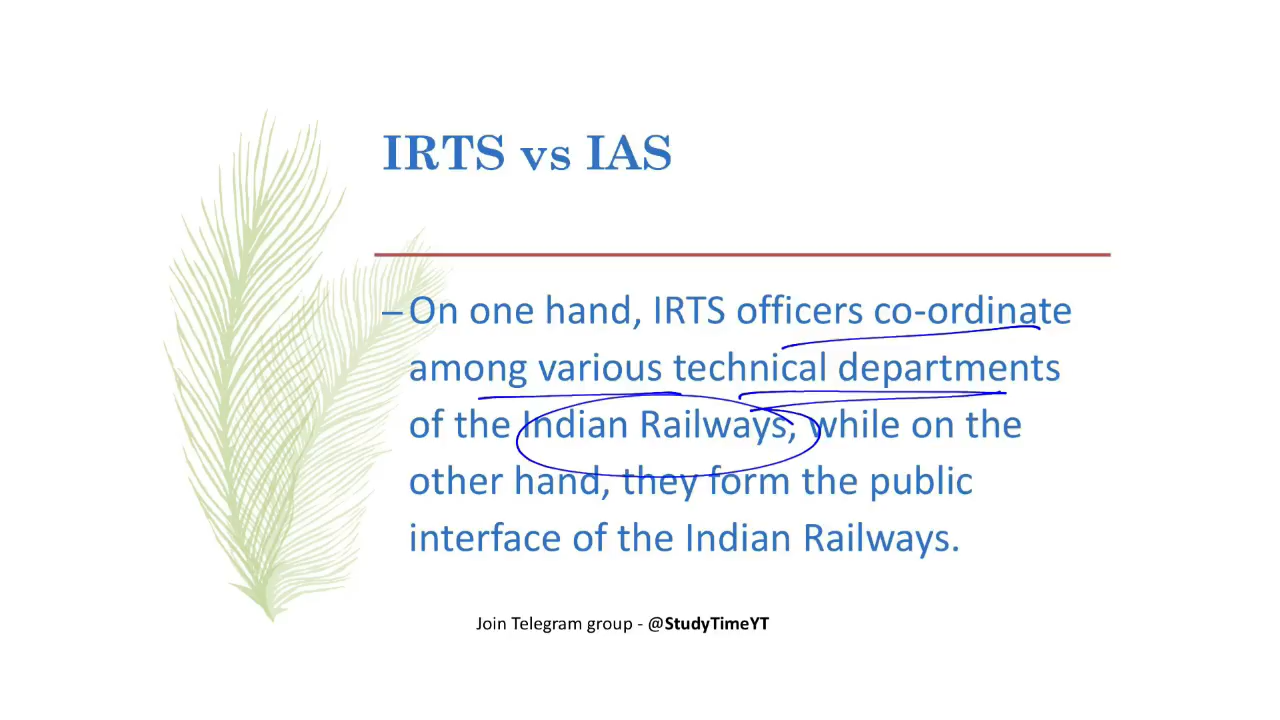 IRTS vs IAS
–On one hand, IRTS officers co-ordinate
among various technical departments
of the Indian Railways, while on the
other hand, they form the public
interface of the Indian Railways.
Join Telegram group - @StudyTimeYT